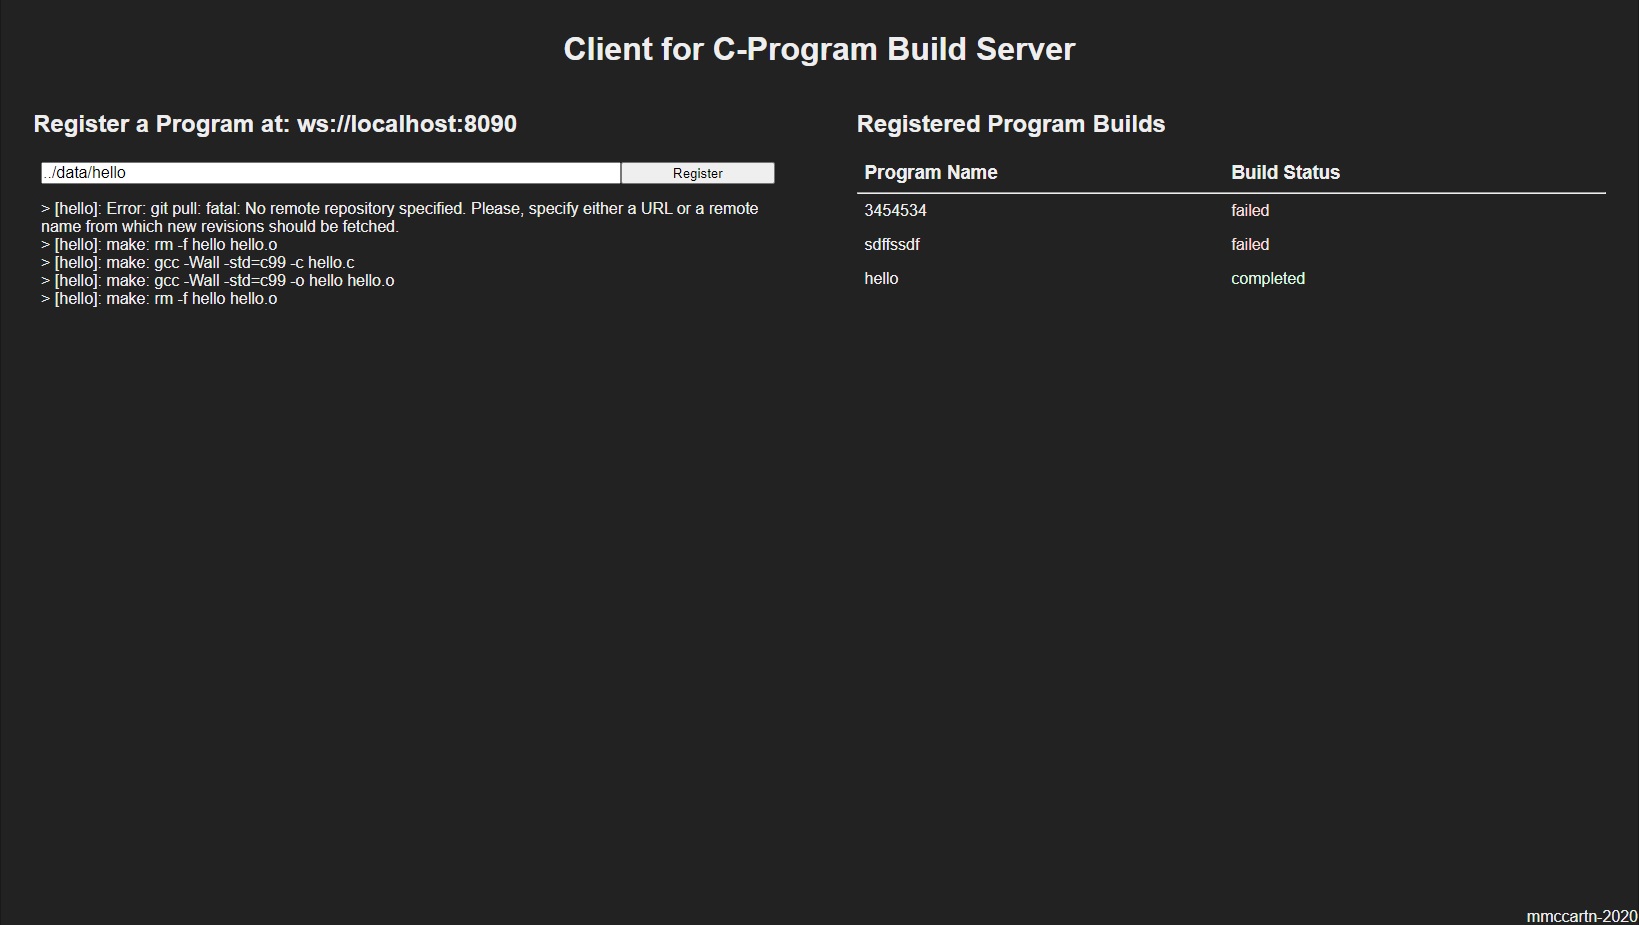 Client for C-Program Build Server
Register a Program at: ws://localhost:8090
../data/hello
Register
> [hello]: Error: git pull: fatal: No remote repository specified. Please, specify either a URL or a remote
name from which new revisions should be fetched.
> [hello]: make: rm -f hello hello.o
> [hello]: make: gcc -Wall -std=c99 -c hello.c
> [hello]: make: gcc -Wall -std=c99 -o hello hello.o
> [hello]: make: rm -f hello hello.o
Registered Program Builds
Program Name Build Status
3454534 failed
sdffssdf failed
hello completed
mmccartn-2020